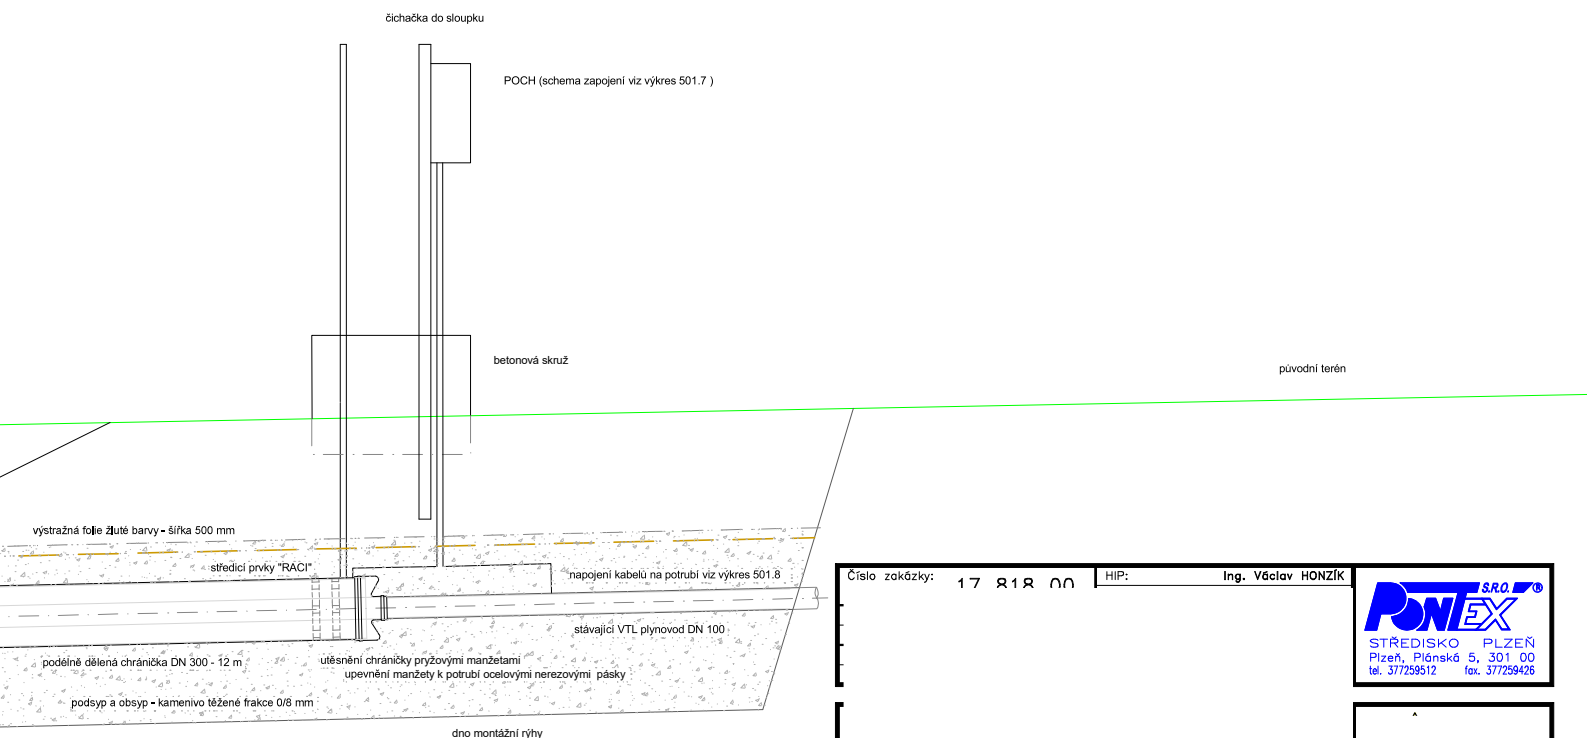 čichačka do sloupku
POCH (schema zapojení viz výkres 501.7 )
betonová skruž
původní terén
výstražná folie žluté barvy - šířka 500 mm
středicí prvky "RACI"
napojení kabelů na potrubí viz výkres 501.8
stávající VTL plynovod DN 100
podélně dělená chránička DN 300 - 12 m
utěsnění chráničky pryžovými manžetami
upevnění manžety k potrubí ocelovými nerezovými pásky
podsyp a obsyp - kamenivo těžené frakce 0/8 mm
dno montážní rýhy
Číslo zakázky:
17 818 00
HIP:
Ing. Václav HONZÍK
PONTEX S.R.O. ®
STŘEDISKO PLZEŇ
Plzeň, Plánská 5, 301 00
tel. 377259512 fax. 377259426